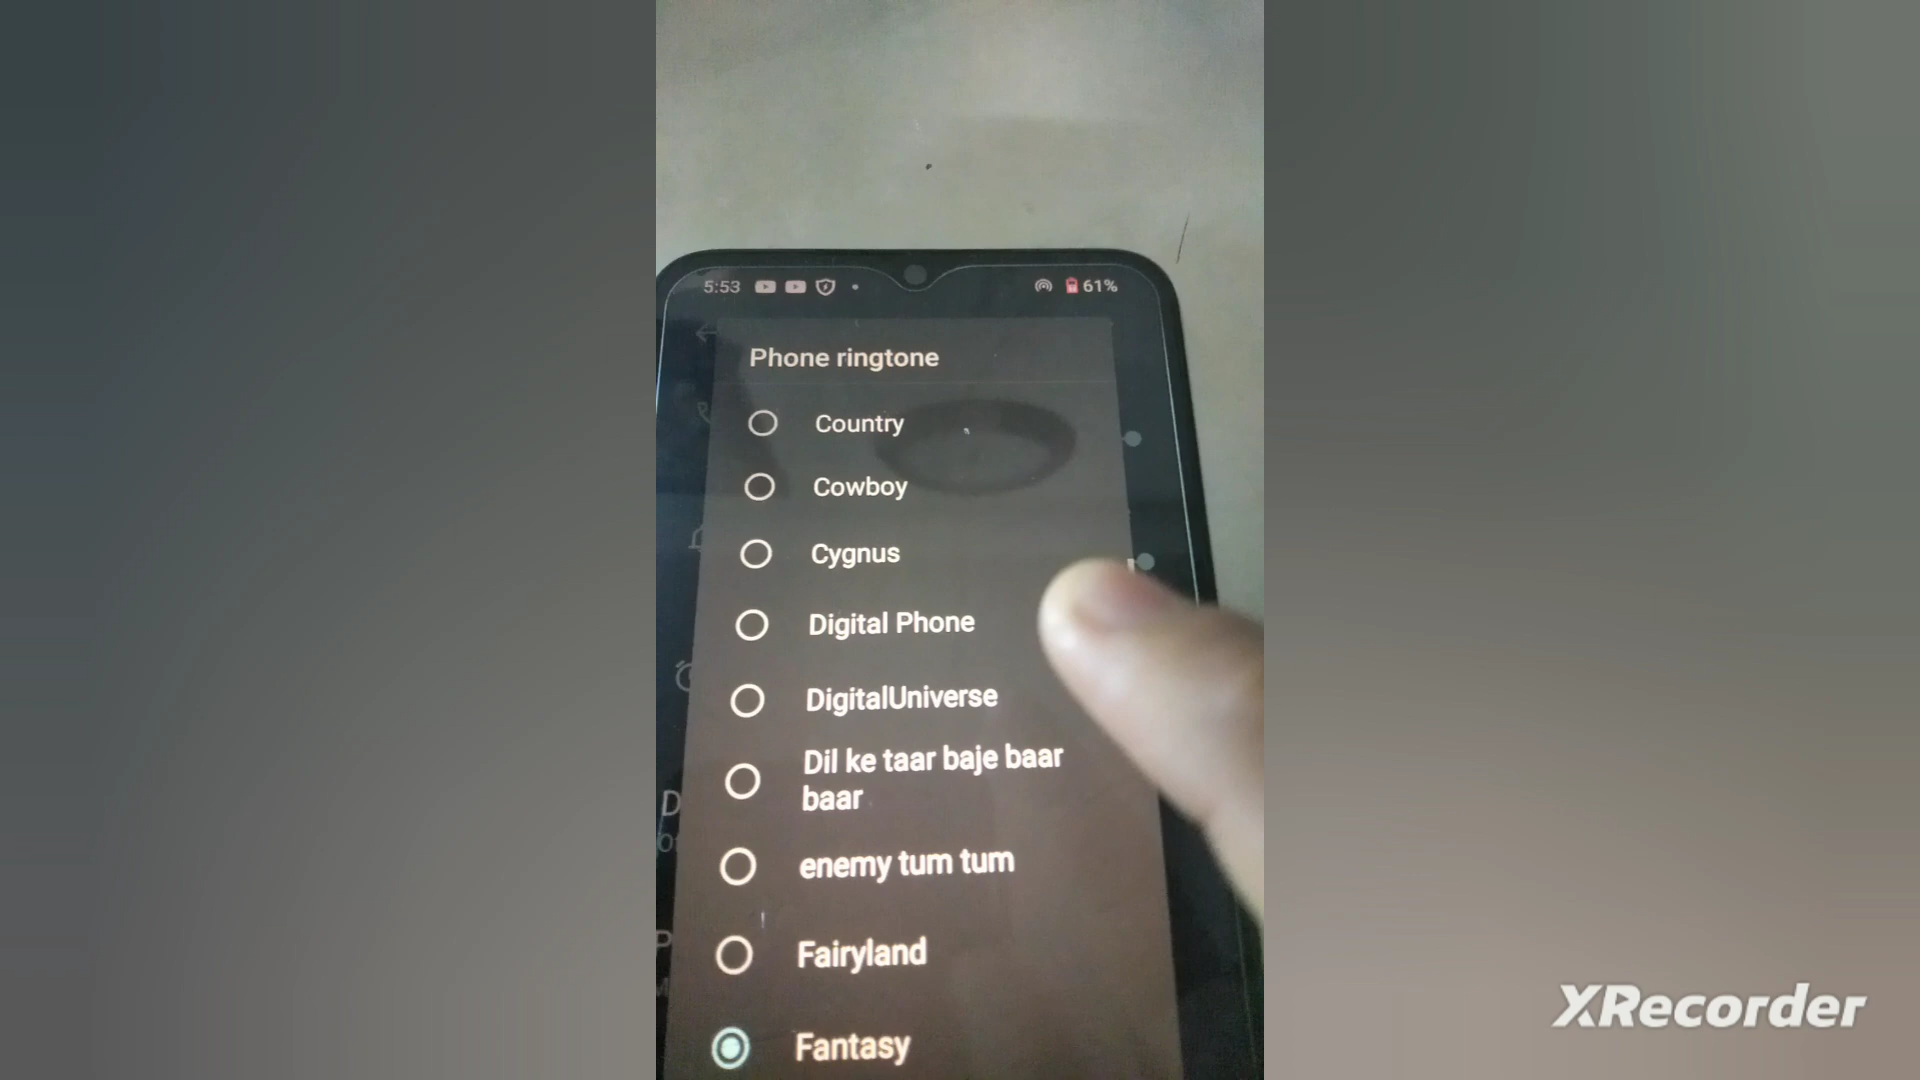 5:53
61%
Phone ringtone
Country
Cowboy
Cygnus
Digital Phone
DigitalUniverse
Dil ke taar baje baar
baar
enemy tum tum
Fairyland
Fantasy
D
P
XRecorder